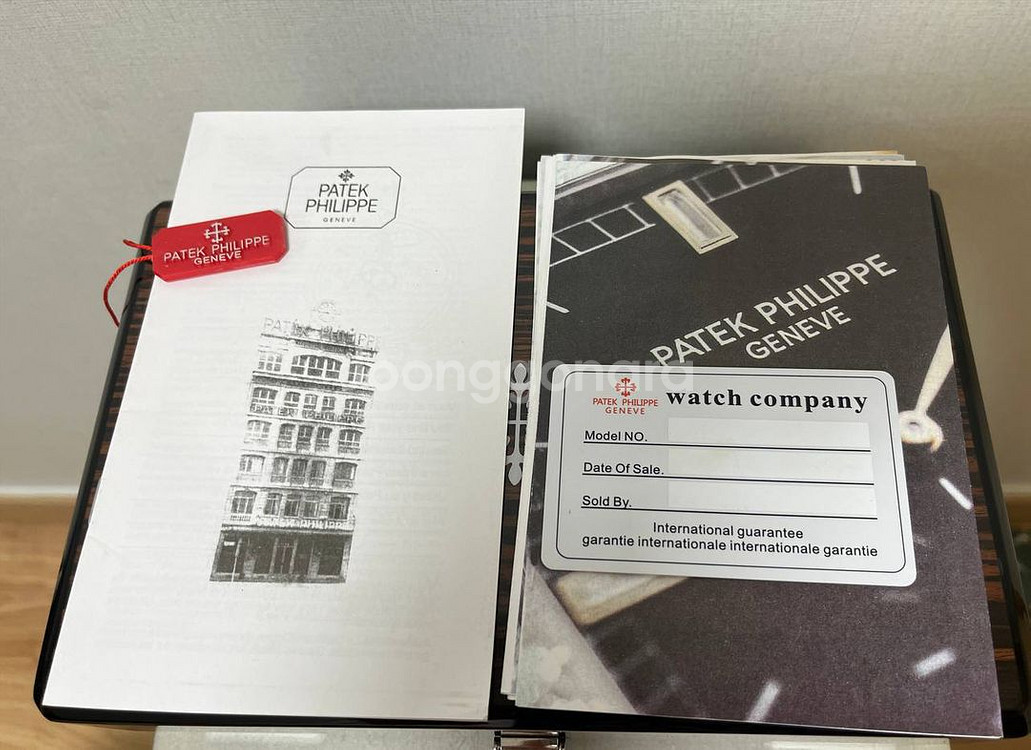 PATEK
PHILIPPE
GENEVE
PATEK PHILIPPE
GENEVE
PATEK PHILIPPE
PATEK PHILIPPE
GENEVE
PATEK PHILIPPE
GENEVE
watch company
Model NO.
Date Of Sale.
Sold By.
International guarantee
garantie internationale internationale garantie